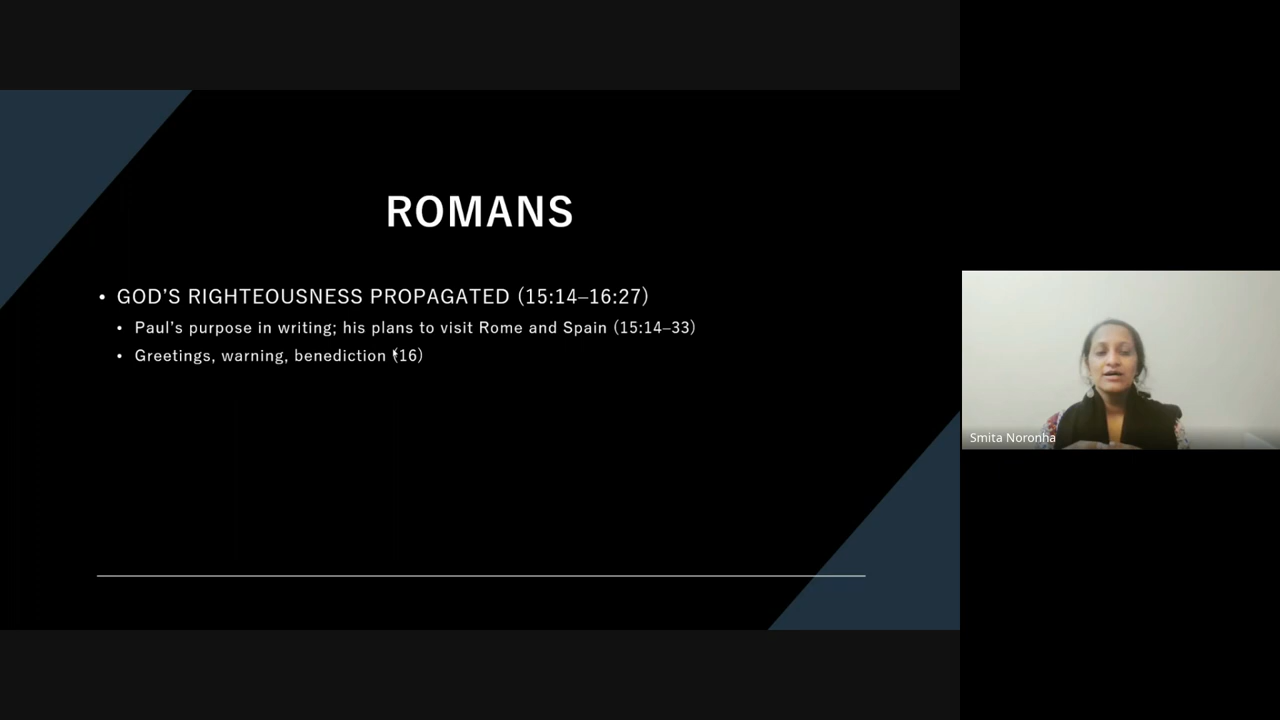 ROMANS
• GOD’S RIGHTEOUSNESS PROPAGATED (15:14–16:27)
• Paul’s purpose in writing; his plans to visit Rome and Spain (15:14–33)
• Greetings, warning, benediction (16)
Smita Noronha